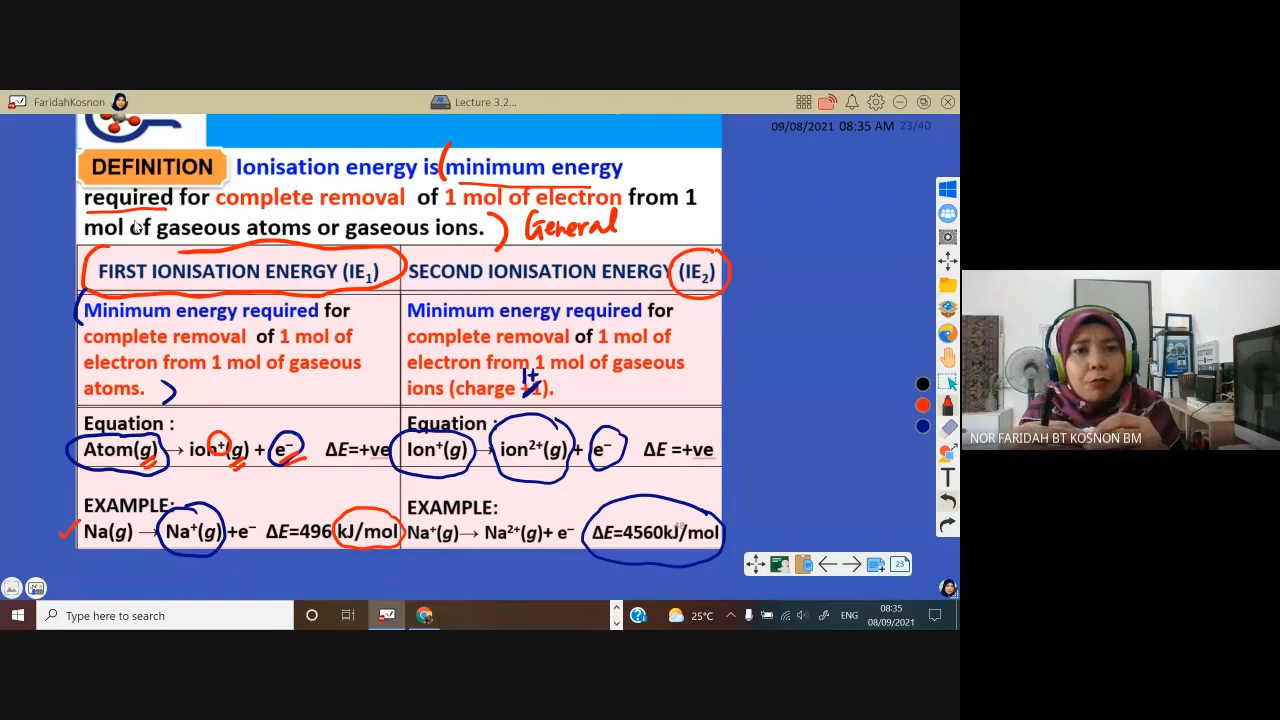 FaridahKosnon
Lecture 3.2...
09/08/2021 08:35 AM 23/40
DEFINITION Ionisation energy is (minimum energy
required for complete removal of 1 mol of electron from 1
mol of gaseous atoms or gaseous ions. ) General
FIRST IONISATION ENERGY (IE₁) SECOND IONISATION ENERGY (IE₂)
Minimum energy required for
complete removal of 1 mol of
electron from 1 mol of gaseous
atoms.
Minimum energy required for
complete removal of 1 mol of
electron from 1 mol of gaseous
ions (charge 1+).
Equation :
Atom(g) → ion⁺(g) + e⁻ ΔE=+ve
Equation :
Ion⁺(g) → ion²⁺(g) + e⁻ ΔE =+ve
EXAMPLE:
Na(g) → Na⁺(g) +e⁻ ΔE=496 kJ/mol
EXAMPLE:
Na⁺(g)→ Na²⁺(g)+ e⁻ ΔE=4560kJ/mol
NOR FARIDAH BT KOSNON BM
T
23
Type here to search
25°C
ENG
08:35
08/09/2021